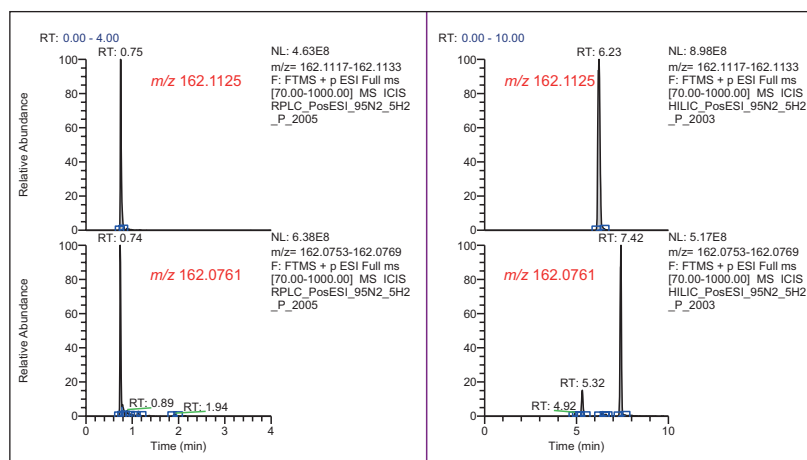 RT: 0.00 - 4.00
RT: 0.75
NL: 4.63E8
m/z= 162.1117-162.1133
F: FTMS + p ESI Full ms
[70.00-1000.00] MS ICIS
RPLC_PosESI_95N2_5H2
_P_2005
m/z 162.1125
100
80
60
40
20
0
Relative Abundance
RT: 0.74
NL: 6.38E8
m/z= 162.0753-162.0769
F: FTMS + p ESI Full ms
[70.00-1000.00] MS ICIS
RPLC_PosESI_95N2_5H2
_P_2005
m/z 162.0761
100
80
60
40
20
0
Relative Abundance
RT: 0.89
RT: 1.94
0 1 2 3 4
Time (min)
RT: 0.00 - 10.00
RT: 6.23
NL: 8.98E8
m/z= 162.1117-162.1133
F: FTMS + p ESI Full ms
[70.00-1000.00] MS ICIS
HILIC_PosESI_95N2_5H2
_P_2003
m/z 162.1125
100
80
60
40
20
0
RT: 7.42
NL: 5.17E8
m/z= 162.0753-162.0769
F: FTMS + p ESI Full ms
[70.00-1000.00] MS ICIS
HILIC_PosESI_95N2_5H2
_P_2003
m/z 162.0761
100
80
60
40
20
0
RT: 5.32
4.92
0 5 10
Time (min)